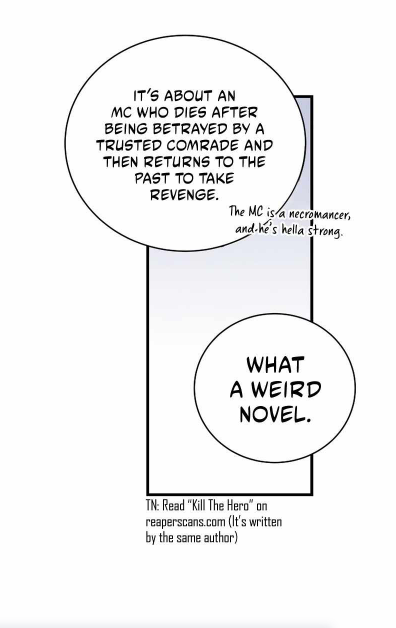 IT'S ABOUT AN
MC WHO DIES AFTER
BEING BETRAYED BY A
TRUSTED COMRADE AND
THEN RETURNS TO THE
PAST TO TAKE
REVENGE.
The MC is a necromancer,
and he's hella strong.
WHAT
A WEIRD
NOVEL.
TN: Read "Kill The Hero" on
reaperscans.com (It's written
by the same author)